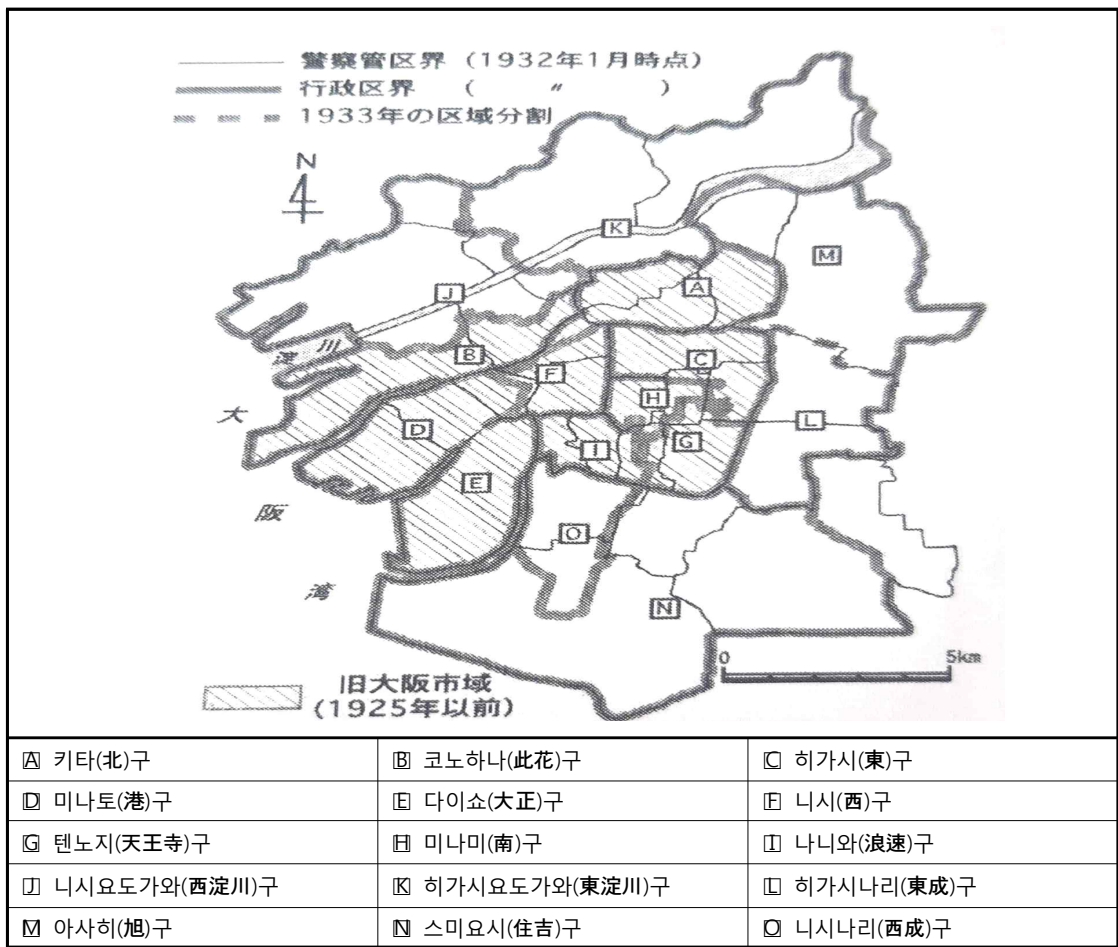 警察管区界 (1932年1月時点)
行政区界 ( 〃 )
1933年の区域分割
N
K
M
A
J
淀川
B
C
F
H
大
D
L
G
I
E
阪
O
湾
N
0 5km
旧大阪市域
(1925年以前)
A 키타(北)구 B 코노하나(此花)구 C 히가시(東)구
D 미나토(港)구 E 다이쇼(大正)구 F 니시(西)구
G 텐노지(天王寺)구 H 미나미(南)구 I 나니와(浪速)구
J 니시요도가와(西淀川)구 K 히가시요도가와(東淀川)구 L 히가시나리(東成)구
M 아사히(旭)구 N 스미요시(住吉)구 O 니시나리(西成)구